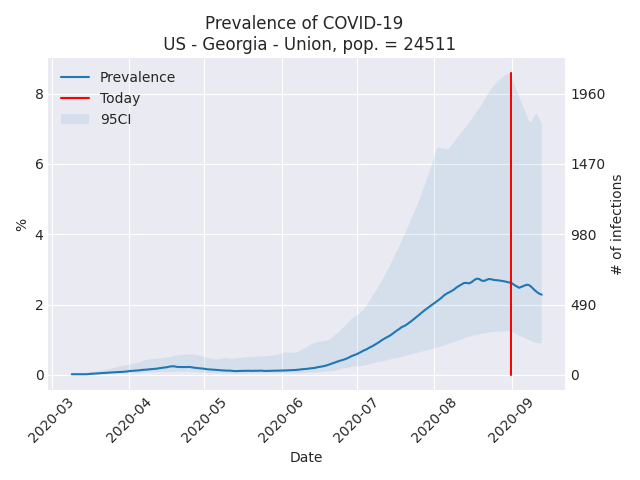 Prevalence of COVID-19
US - Georgia - Union, pop. = 24511
Prevalence
Today
95CI
8
6
4
2
0
%
1960
1470
980
490
0
# of infections
2020-03
2020-04
2020-05
2020-06
2020-07
2020-08
2020-09
Date